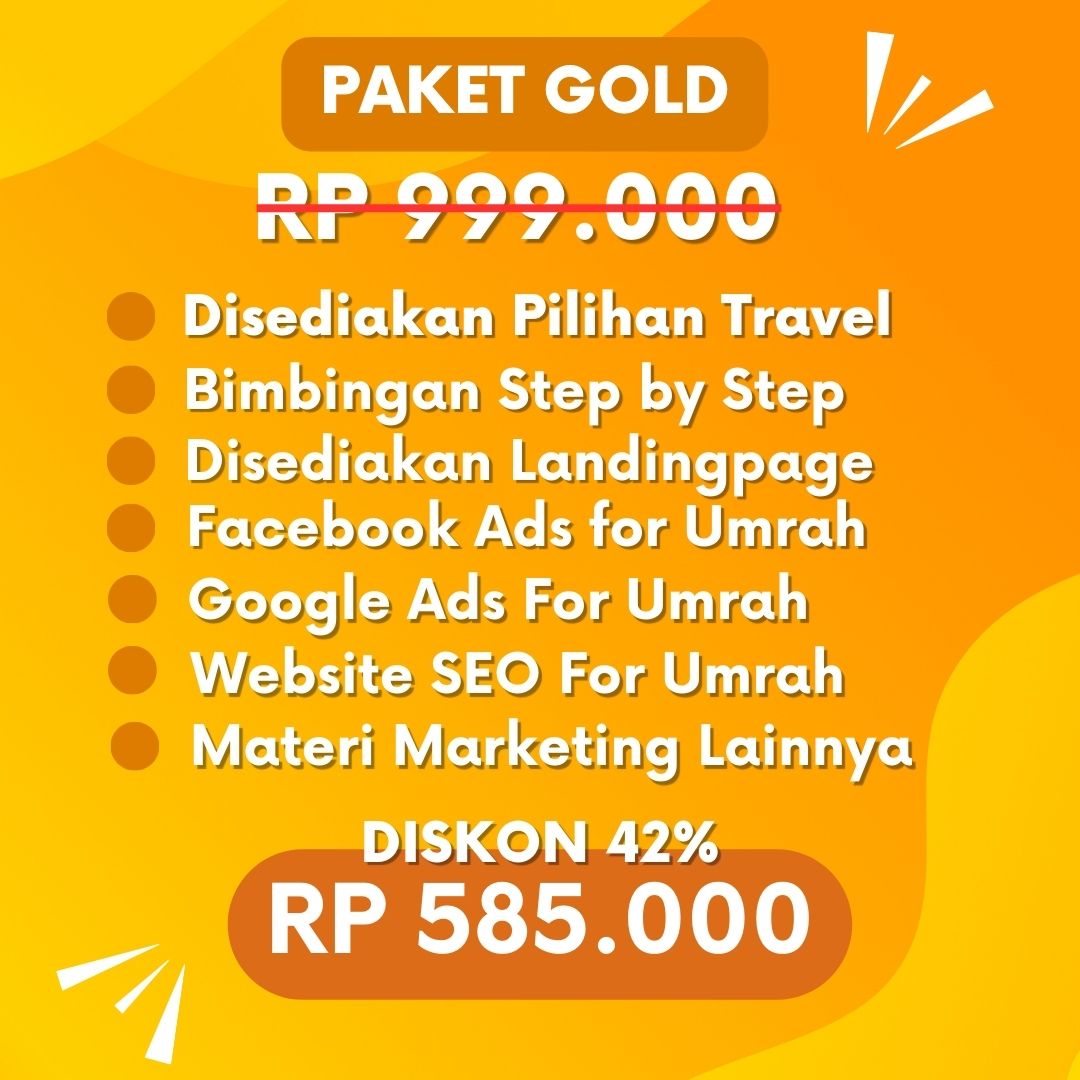 PAKET GOLD
RP 999.000
Disediakan Pilihan Travel
Bimbingan Step by Step
Disediakan Landingpage
Facebook Ads for Umrah
Google Ads For Umrah
Website SEO For Umrah
Materi Marketing Lainnya
DISKON 42%
RP 585.000